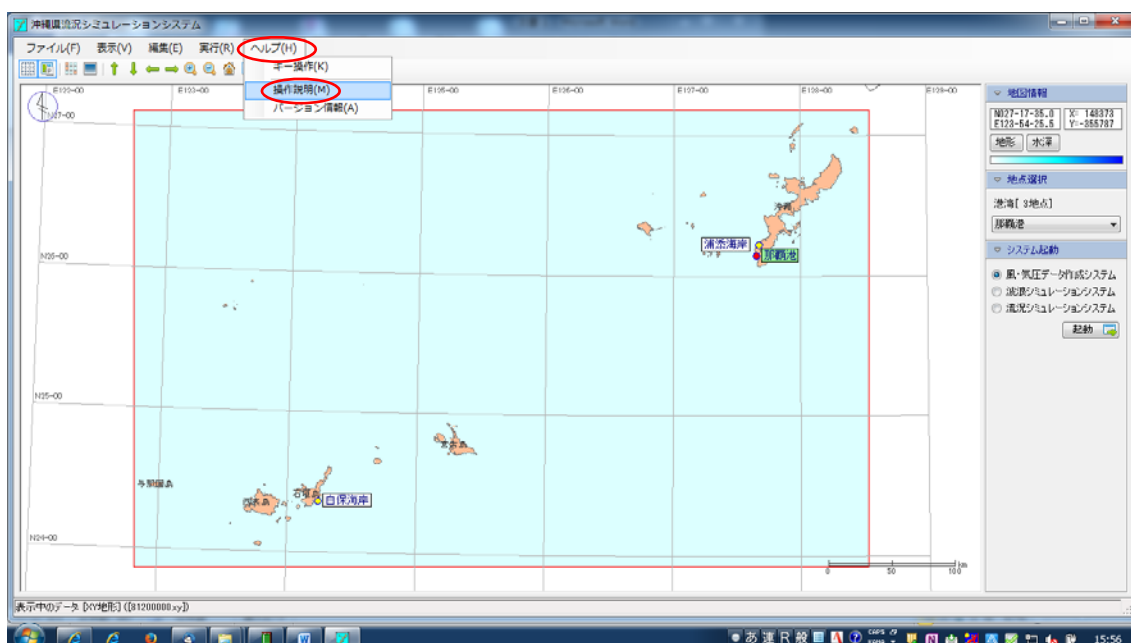 沖縄県流況シミュレーションシステム
ファイル(F) 表示(V) 編集(E) 実行(R) ヘルプ(H)
キー操作(K)
操作説明(M)
バージョン情報(A)
E122-00 E123-00 E125-00 E126-00 E127-00 E128-00 E129-00
N27-00
N26-00
N25-00
N24-00
沖縄
浦添海岸
那覇港
宮古島
与那国島
西表島
石垣島
白保海岸
0 50 100 km
地図情報
N027-17-35.0 X= 148373
E123-54-25.5 Y=-355787
地形 水深
地点選択
港湾[ 3地点]
那覇港
システム起動
風・気圧データ作成システム
波浪シミュレーションシステム
流況シミュレーションシステム
起動
表示中のデータ [XY地形] ([81200000.xy])
あ 連 R 般 CAPS 15:56